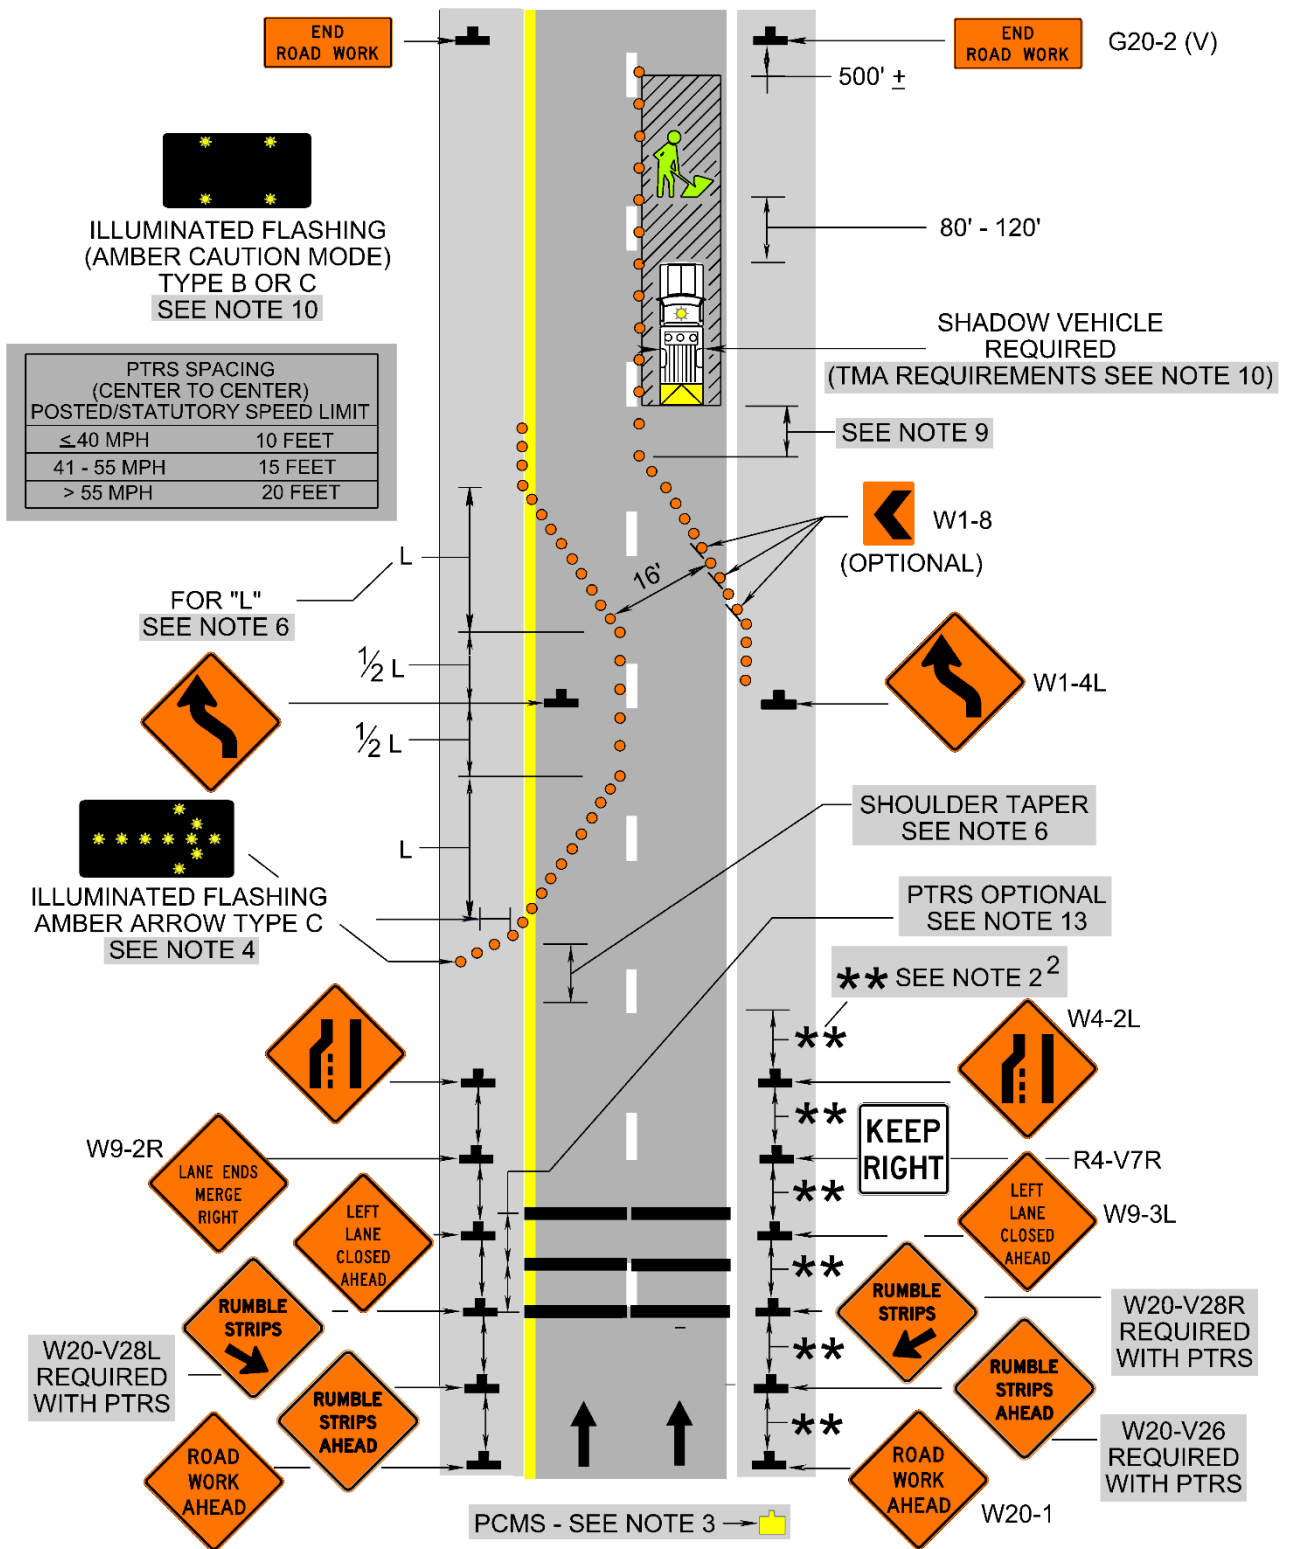 END
ROAD WORK
END
ROAD WORK
G20-2 (V)
500' ±
ILLUMINATED FLASHING
(AMBER CAUTION MODE)
TYPE B OR C
SEE NOTE 10
80' - 120'
SHADOW VEHICLE
REQUIRED
(TMA REQUIREMENTS SEE NOTE 10)
PTRS SPACING
(CENTER TO CENTER)
POSTED/STATUTORY SPEED LIMIT
≤40 MPH 10 FEET
41 - 55 MPH 15 FEET
> 55 MPH 20 FEET
SEE NOTE 9
W1-8
(OPTIONAL)
L
16'
FOR "L"
SEE NOTE 6
½ L
W1-4L
½ L
SHOULDER TAPER
SEE NOTE 6
L
ILLUMINATED FLASHING
AMBER ARROW TYPE C
SEE NOTE 4
PTRS OPTIONAL
SEE NOTE 13
** SEE NOTE 2²
**
W4-2L
**
KEEP
RIGHT
R4-V7R
W9-2R
LANE ENDS
MERGE
RIGHT
**
LEFT
LANE
CLOSED
AHEAD
W9-3L
LEFT
LANE
CLOSED
AHEAD
**
RUMBLE
STRIPS
RUMBLE
STRIPS
W20-V28R
REQUIRED
WITH PTRS
W20-V28L
REQUIRED
WITH PTRS
**
RUMBLE
STRIPS
AHEAD
RUMBLE
STRIPS
AHEAD
**
W20-V26
REQUIRED
WITH PTRS
ROAD
WORK
AHEAD
ROAD
WORK
AHEAD
W20-1
PCMS - SEE NOTE 3